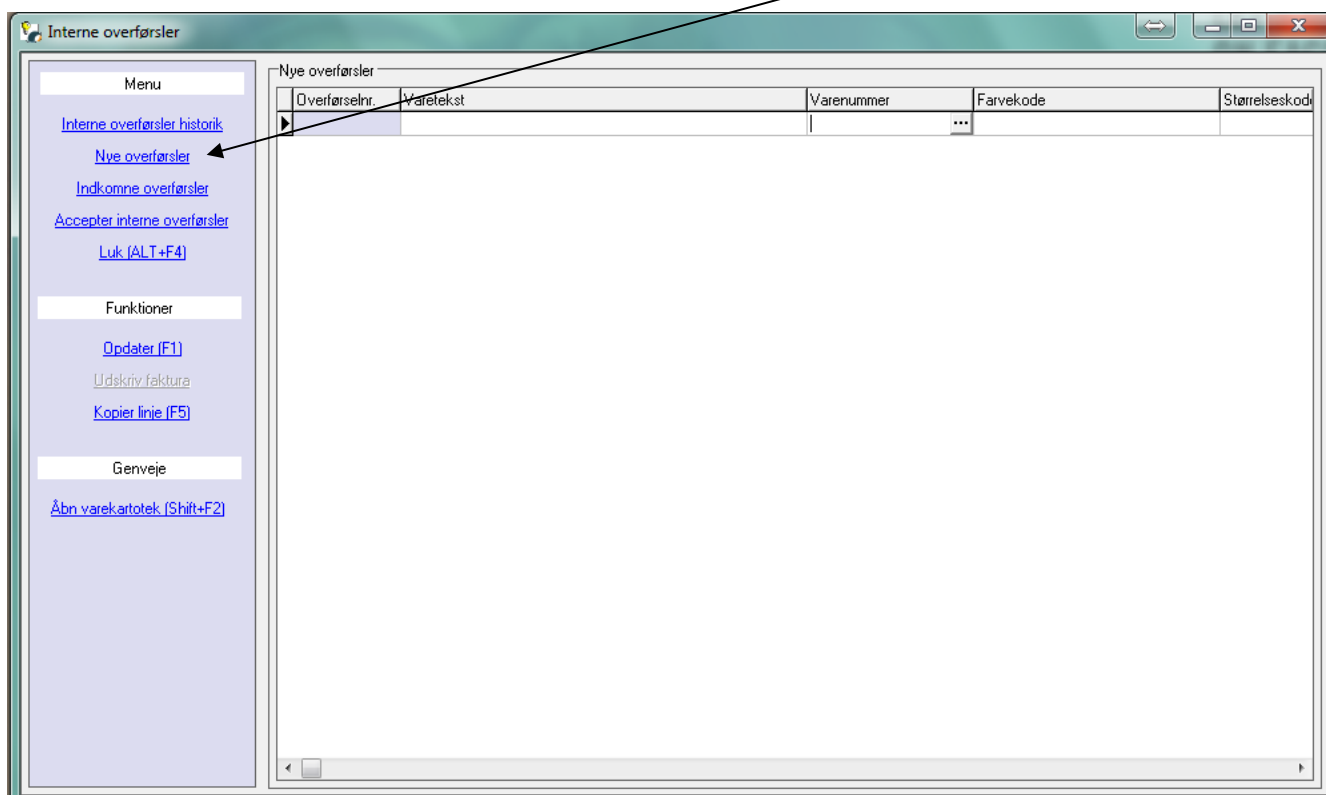 Interne overførsler
Menu
Interne overførsler historik
Nye overførsler
Indkomne overførsler
Accepter interne overførsler
Luk (ALT+F4)
Funktioner
Opdater (F1)
Udskriv faktura
Kopier linje (F5)
Genveje
Åbn varekartotek (Shift+F2)
Nye overførsler
Overførselnr. Varetekst Varenummer Farvekode Størrelseskod